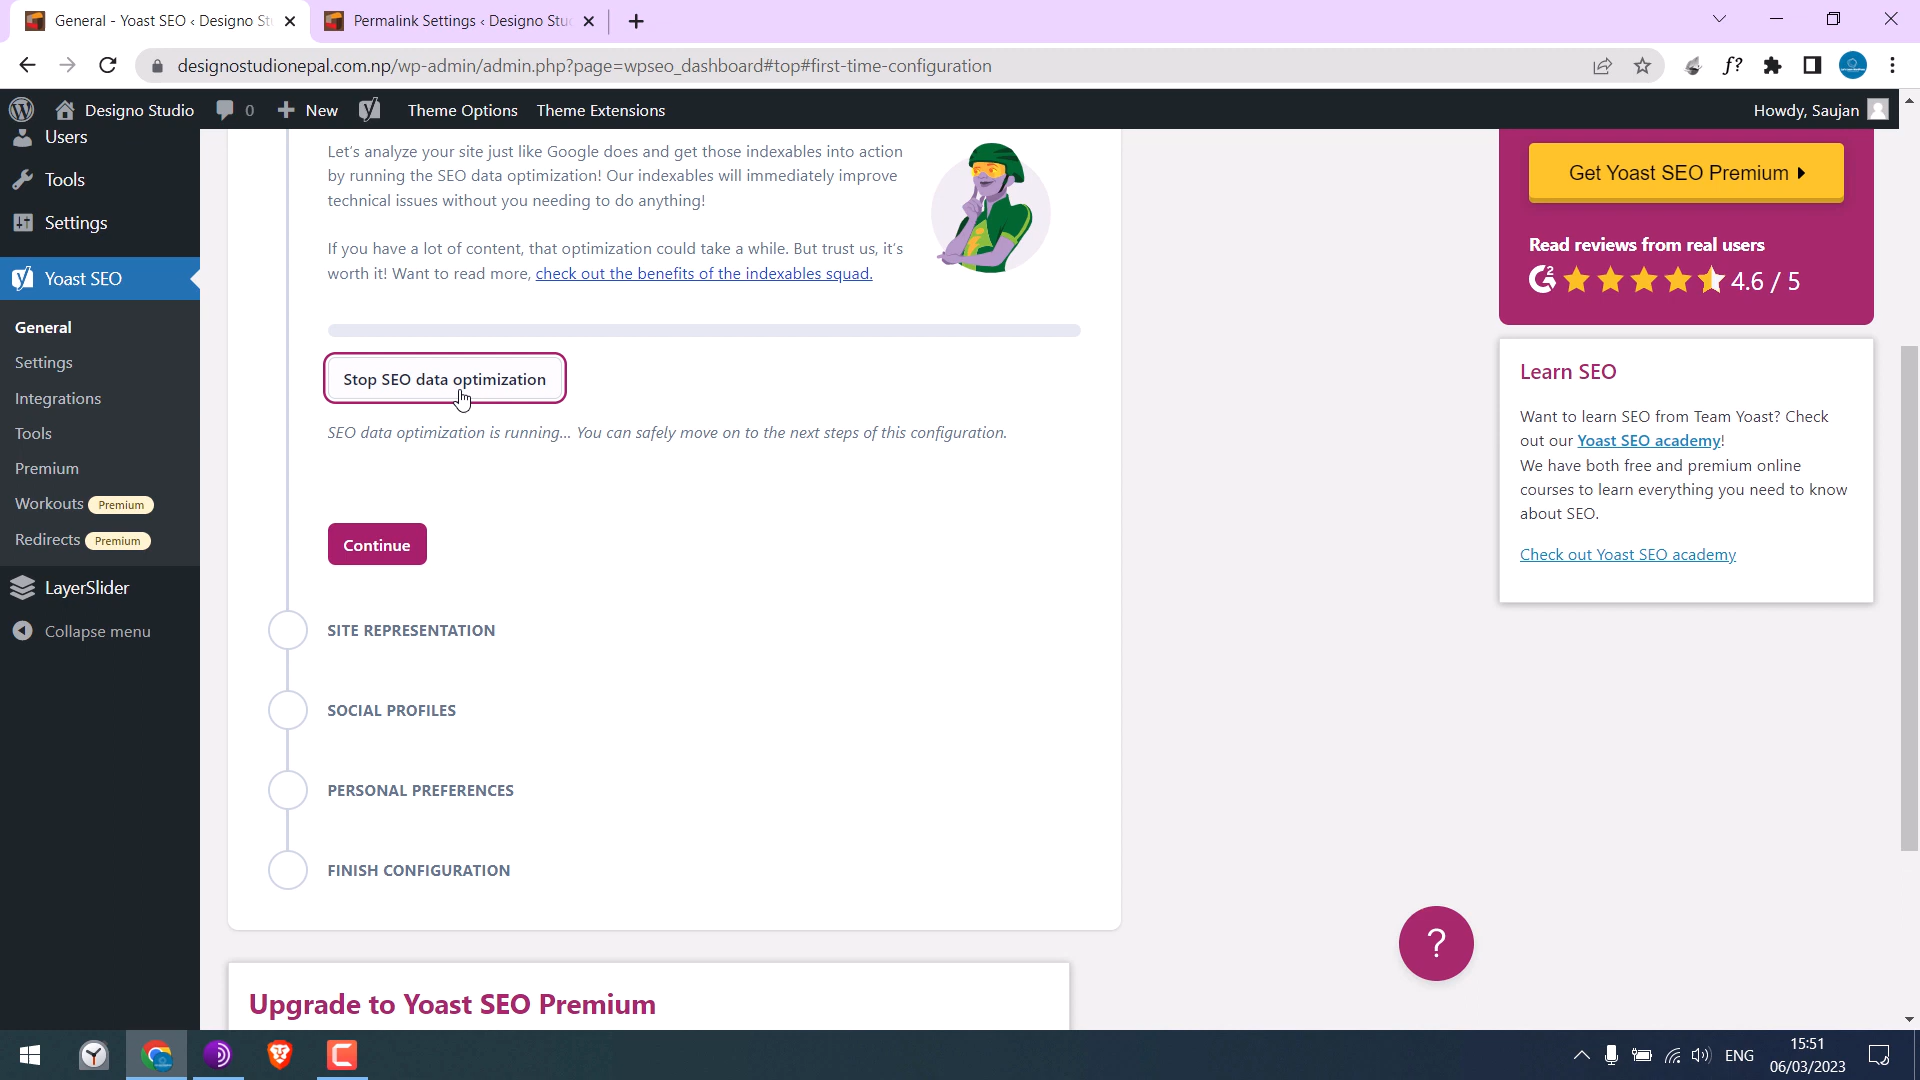 General - Yoast SEO ‹ Designo St
Permalink Settings ‹ Designo Stu
designostudionepal.com.np/wp-admin/admin.php?page=wpseo_dashboard#top#first-time-configuration
f?
Designo Studio
0
New
Theme Options
Theme Extensions
Howdy, Saujan
Users
Tools
Settings
Yoast SEO
General
Settings
Integrations
Tools
Premium
Workouts Premium
Redirects Premium
LayerSlider
Collapse menu
Let's analyze your site just like Google does and get those indexables into action
by running the SEO data optimization! Our indexables will immediately improve
technical issues without you needing to do anything!
If you have a lot of content, that optimization could take a while. But trust us, it's
worth it! Want to read more, check out the benefits of the indexables squad.
Stop SEO data optimization
SEO data optimization is running... You can safely move on to the next steps of this configuration.
Continue
SITE REPRESENTATION
SOCIAL PROFILES
PERSONAL PREFERENCES
FINISH CONFIGURATION
Upgrade to Yoast SEO Premium
Get Yoast SEO Premium
Read reviews from real users
4.6 / 5
Learn SEO
Want to learn SEO from Team Yoast? Check
out our Yoast SEO academy!
We have both free and premium online
courses to learn everything you need to know
about SEO.
Check out Yoast SEO academy
?
ENG
15:51
06/03/2023